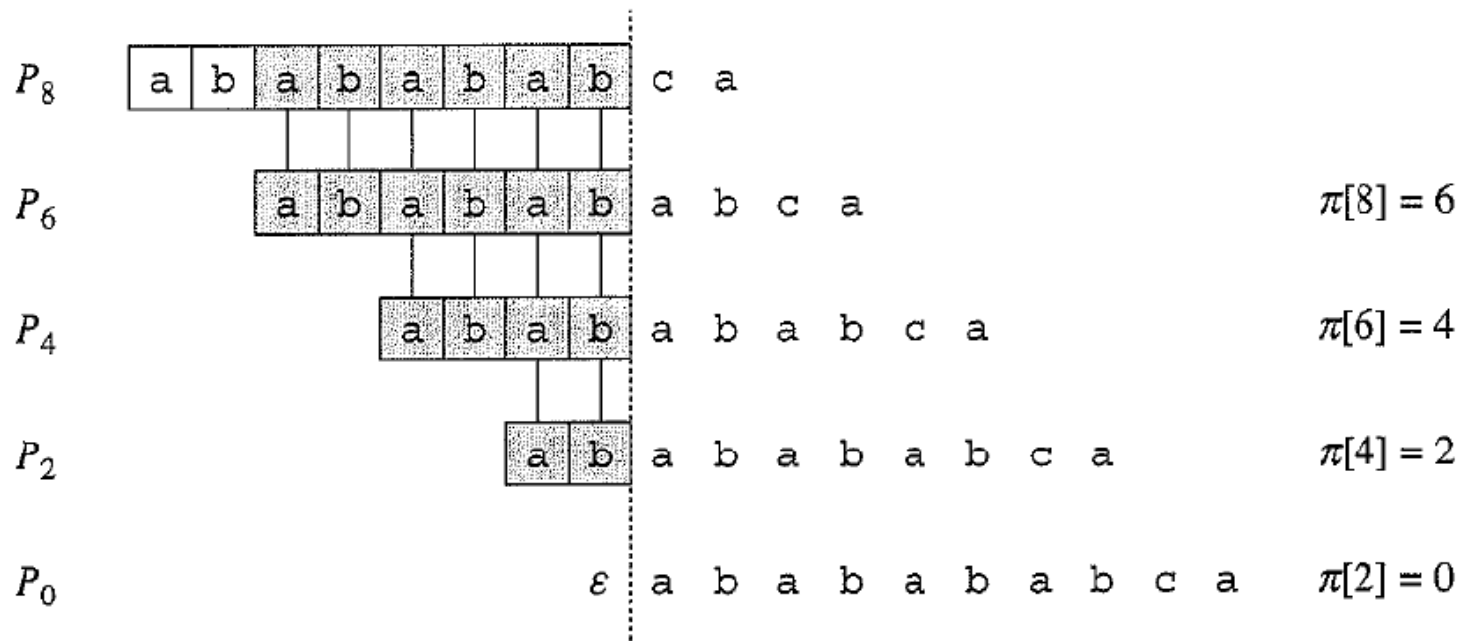 P₈ a b a b a b a b c a
P₆ a b a b a b a b c a π[8] = 6
P₄ a b a b a b a b c a π[6] = 4
P₂ a b a b a b a b c a π[4] = 2
P₀ ε a b a b a b a b c a π[2] = 0